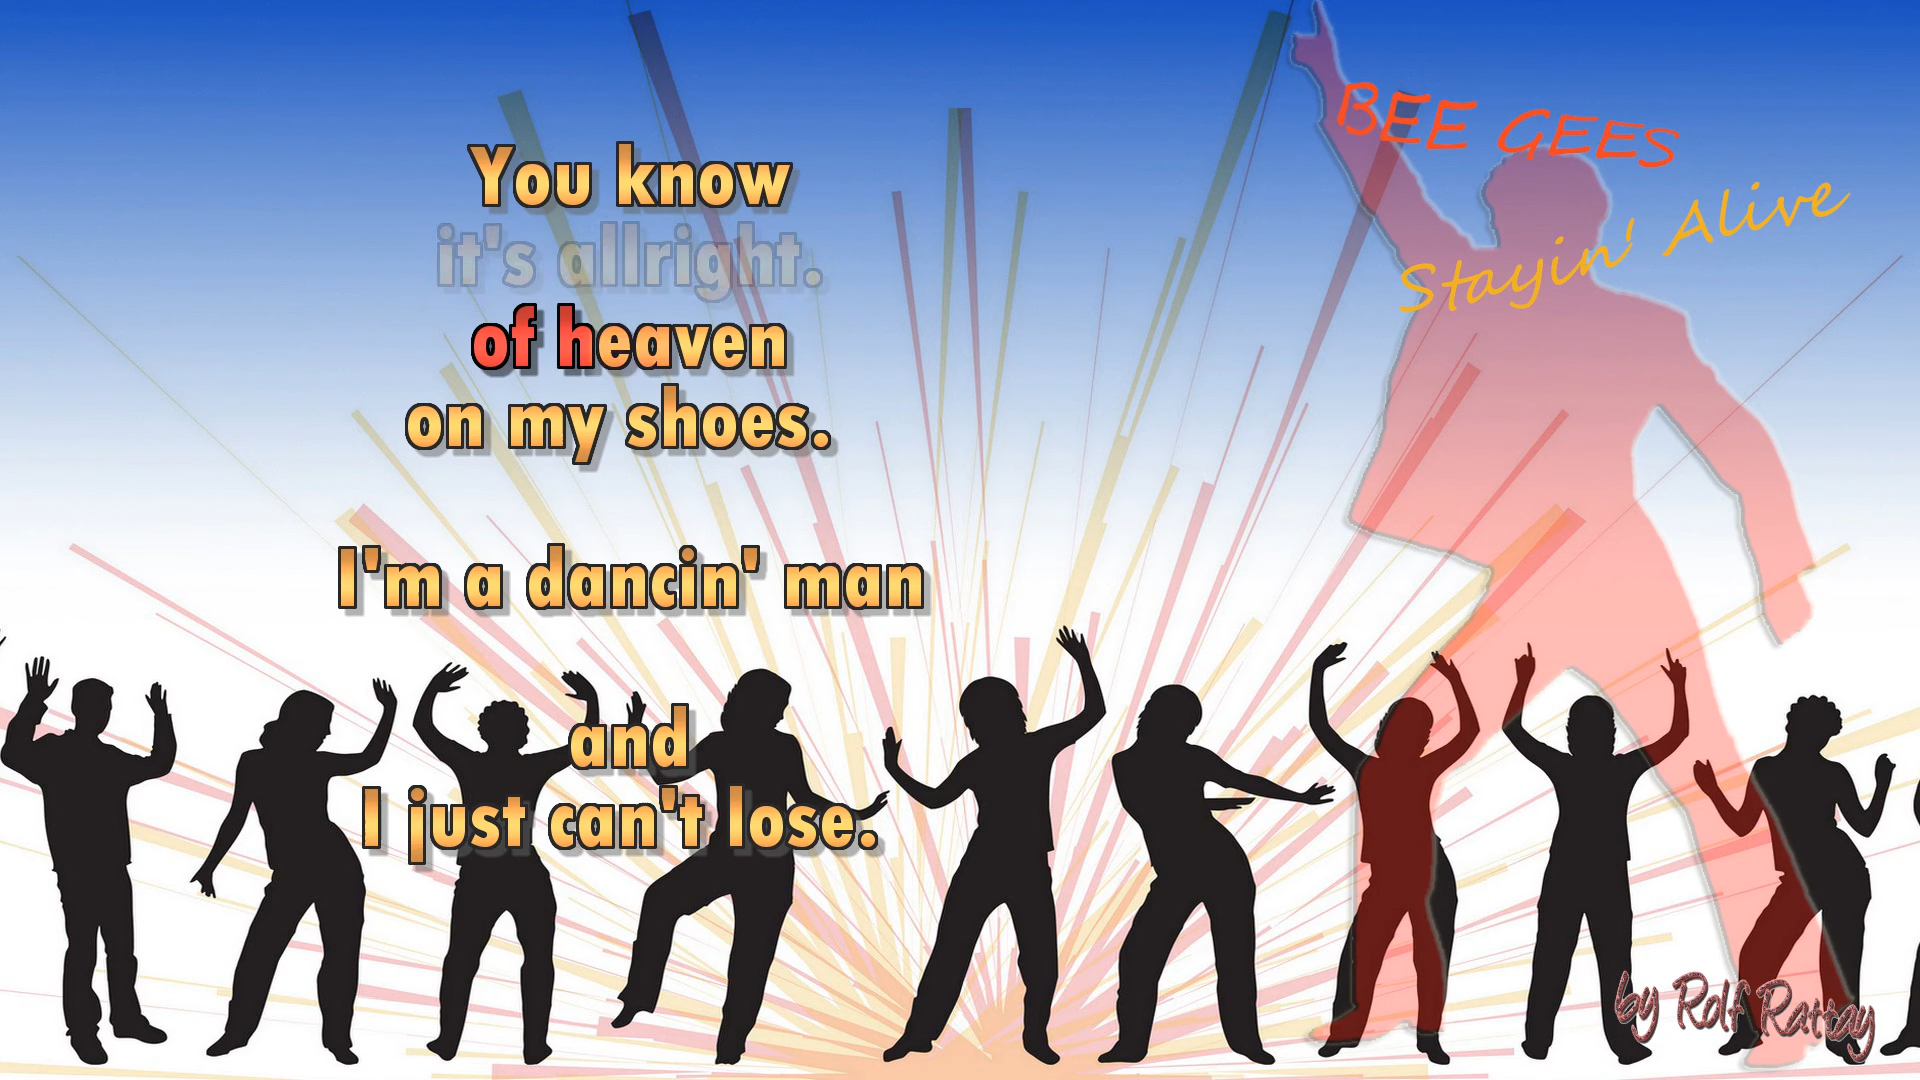 You know
it's allright.
of heaven
on my shoes.
I'm a dancin' man
and
I just can't lose.
BEE GEES
Stayin' Alive
by Rolf Rattay